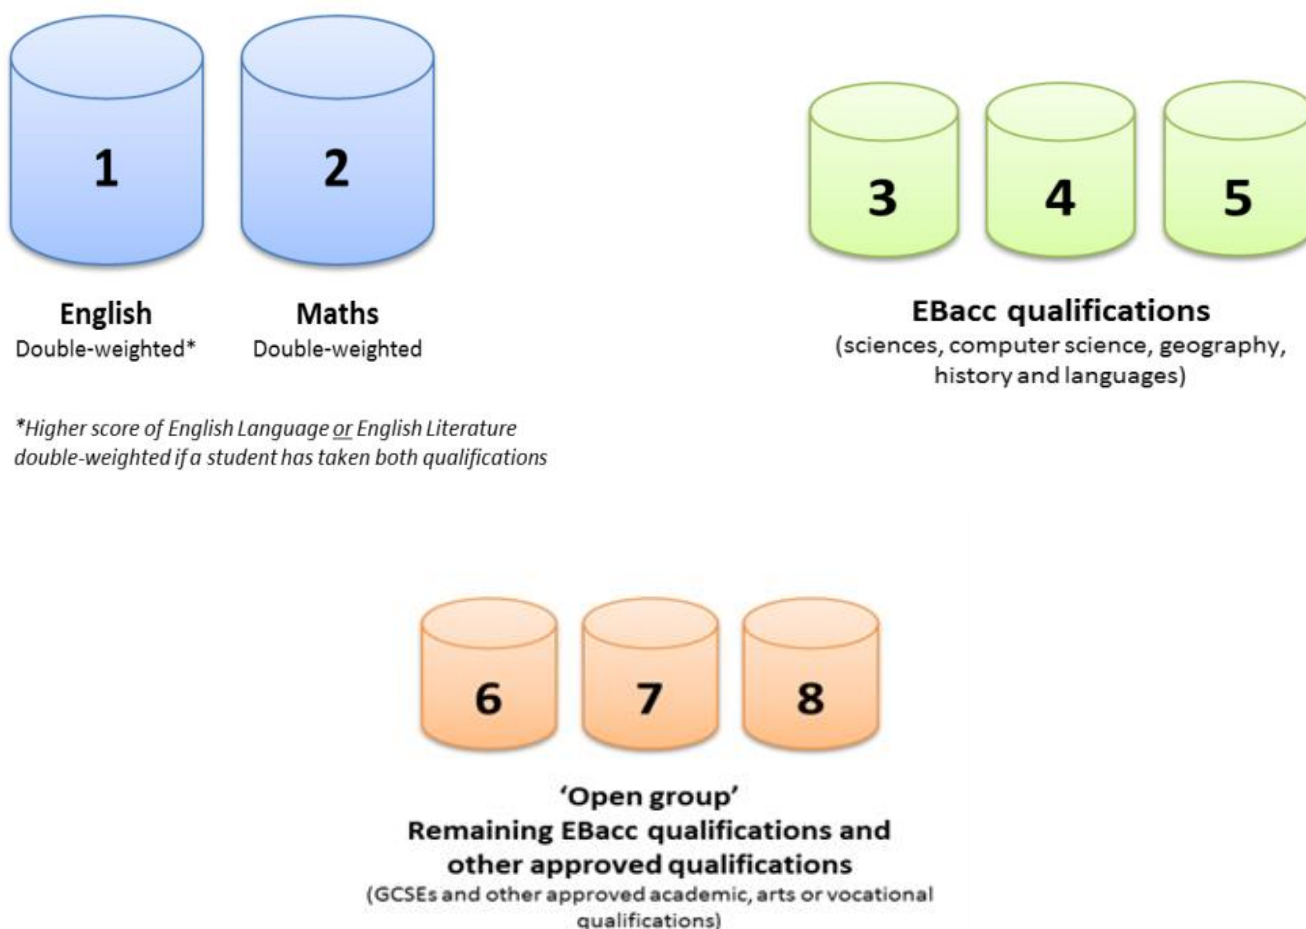 1
2
3
4
5
English
Double-weighted*
Maths
Double-weighted
EBacc qualifications
(sciences, computer science, geography,
history and languages)
*Higher score of English Language or English Literature
double-weighted if a student has taken both qualifications
6
7
8
‘Open group’
Remaining EBacc qualifications and
other approved qualifications
(GCSEs and other approved academic, arts or vocational
qualifications)